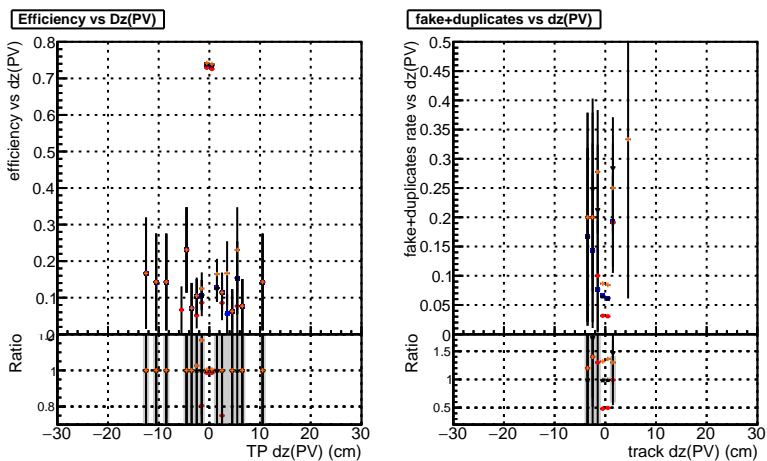 Efficiency vs Dz(PV)
efficiency vs dz(PV)
0.8
0.7
0.6
0.5
0.4
0.3
0.2
0.1
0
Ratio
1
0.8
−30 −20 −10 0 10 20 30
TP dz(PV) (cm)
fake+duplicates vs dz(PV)
fake+duplicates rate vs dz(PV)
0.5
0.45
0.4
0.35
0.3
0.25
0.2
0.15
0.1
0.05
0
Ratio
1.5
1
0.5
−30 −20 −10 0 10 20 30
track dz(PV) (cm)